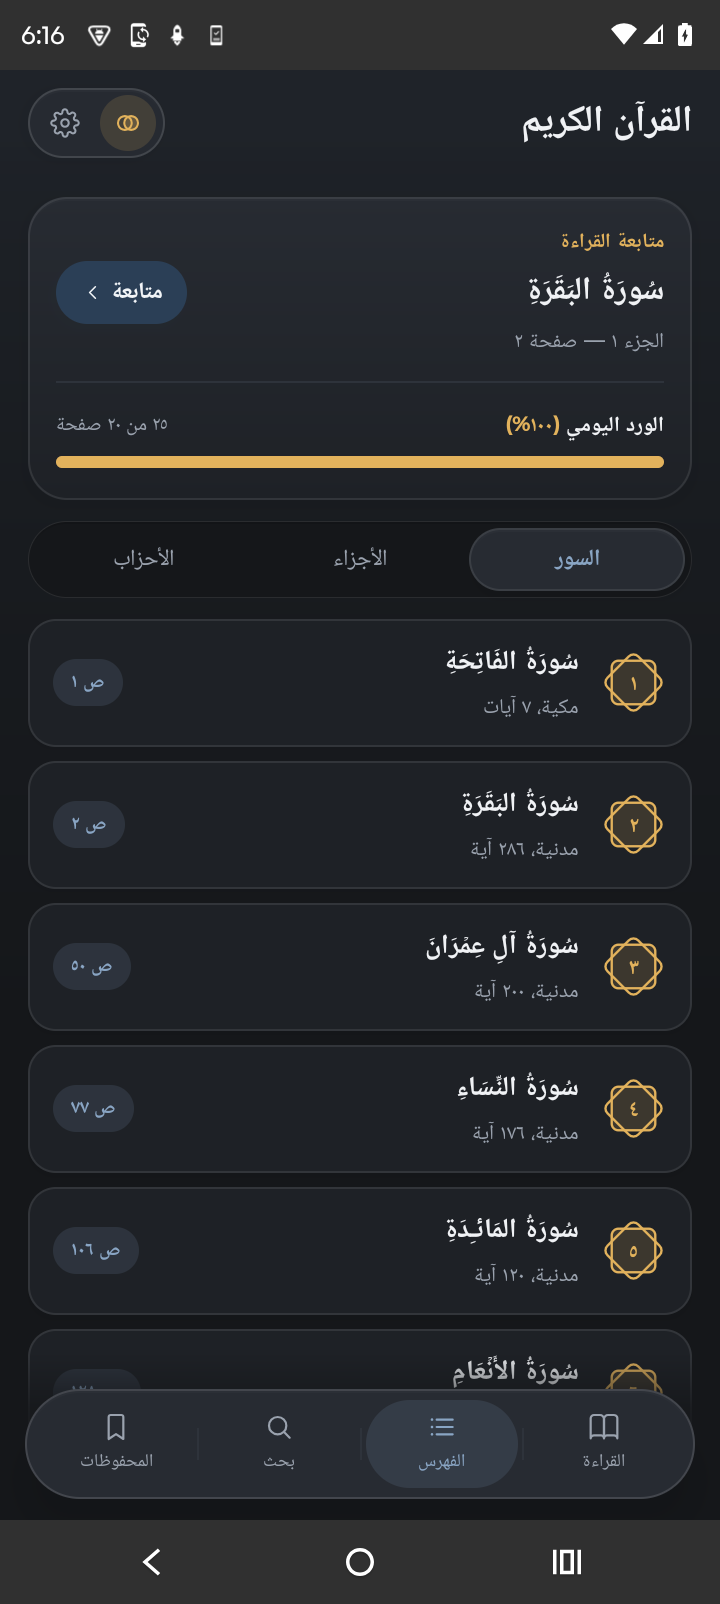 6:16
القرآن الكريم
متابعة القراءة
سُورَةُ البَقَرَةِ
متابعة
الجزء ١ — صفحة ٢
الورد اليومي (١٠٠%)
٢٥ من ٢٠ صفحة
السور
الأجزاء
الأحزاب
١
سُورَةُ الفَاتِحَةِ
مكية، ٧ آيات
ص ١
٢
سُورَةُ البَقَرَةِ
مدنية، ٢٨٦ آية
ص ٢
٣
سُورَةُ آلِ عِمۡرَانَ
مدنية، ٢٠٠ آية
ص ٥٠
٤
سُورَةُ النِّسَاءِ
مدنية، ١٧٦ آية
ص ٧٧
٥
سُورَةُ المَائـِدَةِ
مدنية، ١٢٠ آية
ص ١٠٦
سُورَةُ الأَنۡعَامِ
القراءة
الفهرس
بحث
المحفوظات